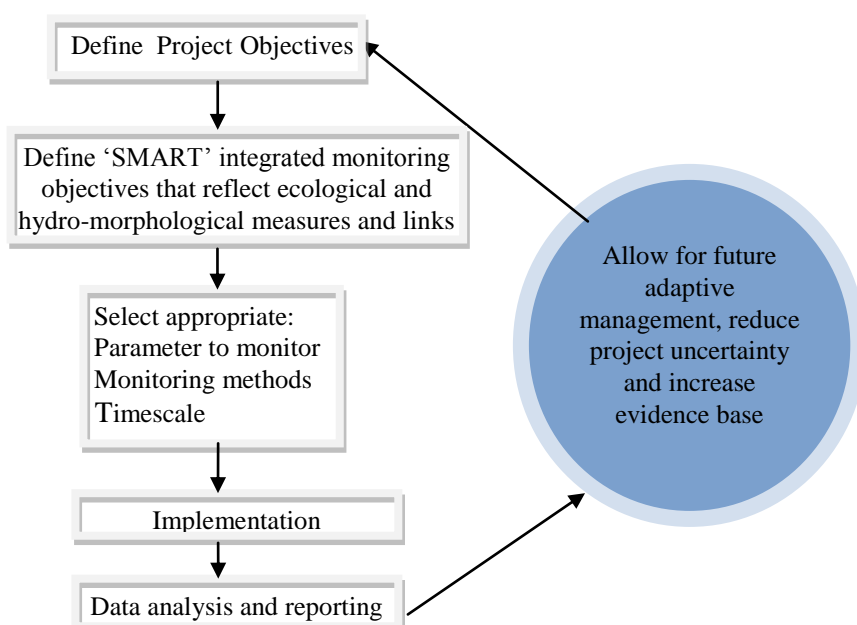 Define  Project Objectives
Define ‘SMART’ integrated monitoring
objectives that reflect ecological and
hydro-morphological measures and links
Select appropriate:
Parameter to monitor
Monitoring methods
Timescale
Implementation
Data analysis and reporting
Allow for future
adaptive
management, reduce
project uncertainty
and increase
evidence base